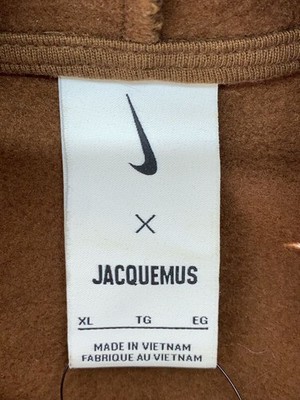 X
JACQUEMUS
XL TG EG
MADE IN VIETNAM
FABRIQUE AU VIETNAM